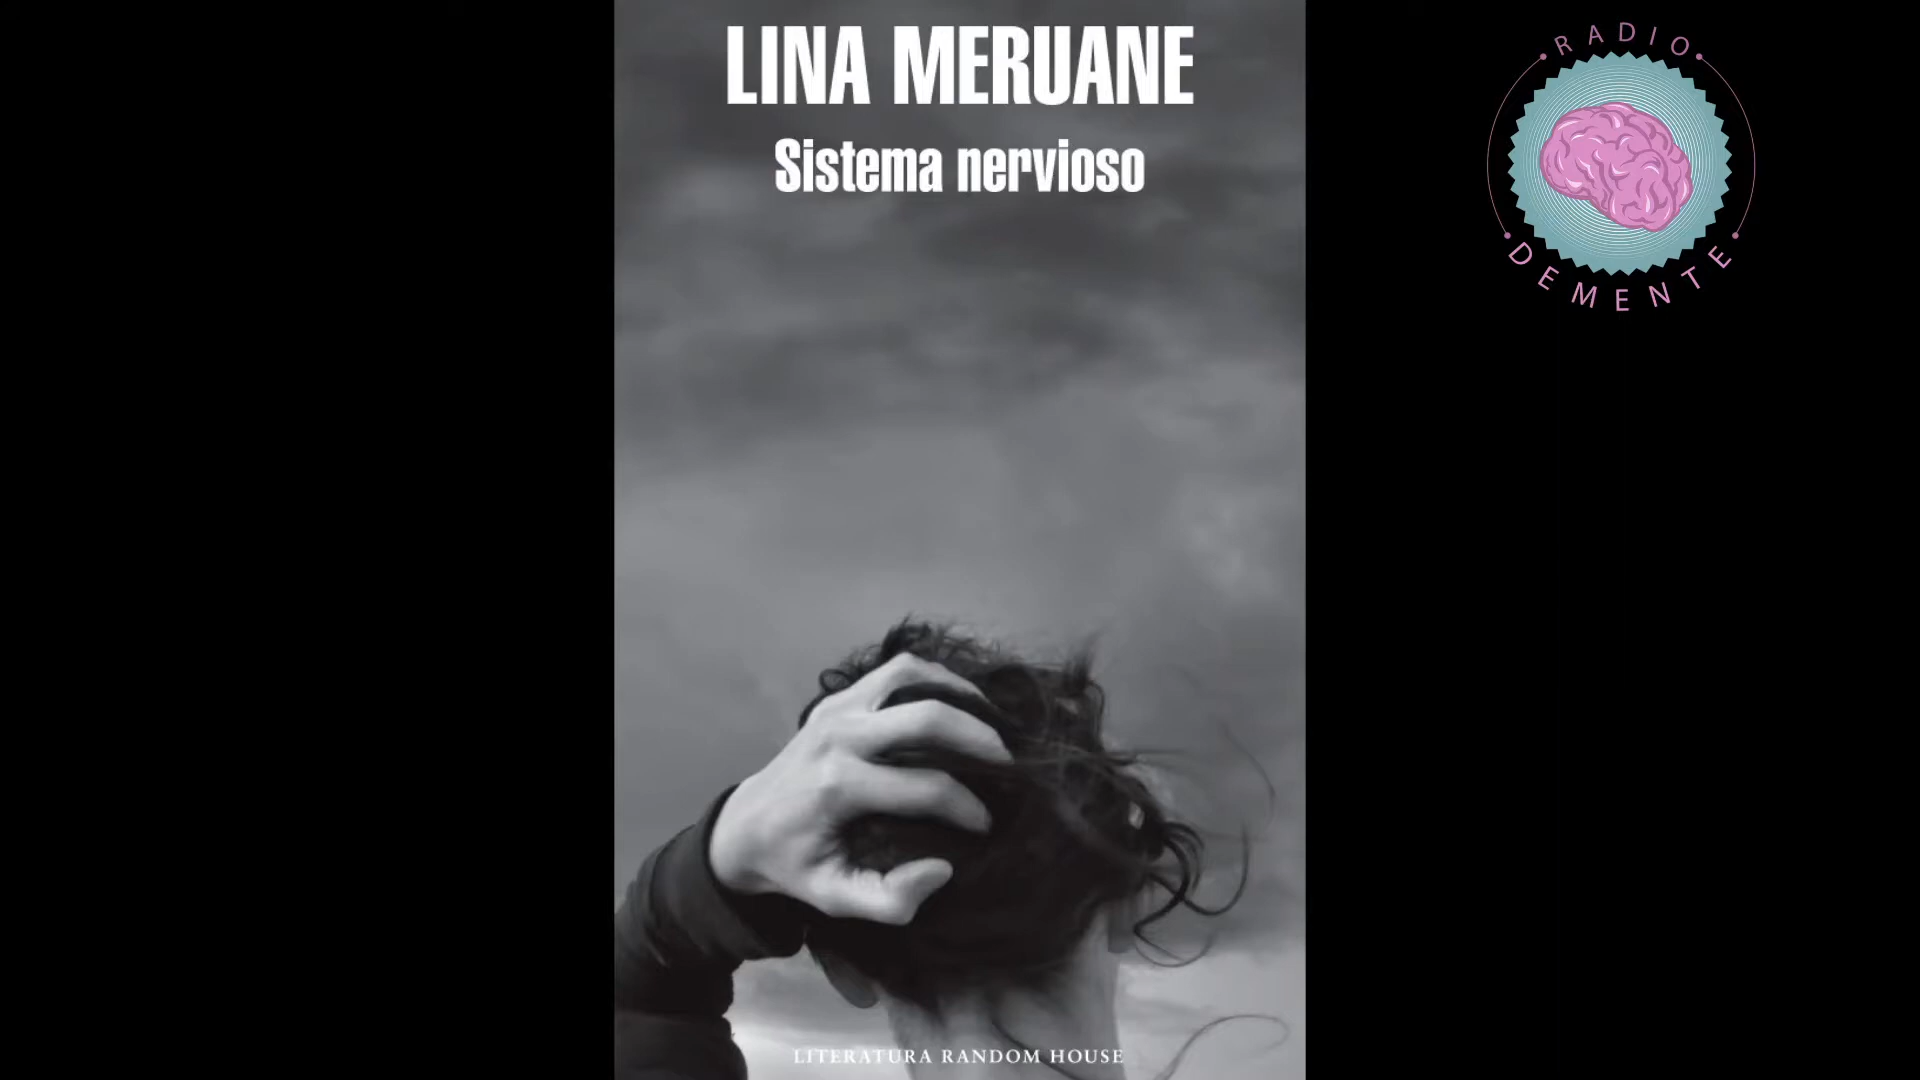 LINA MERUANE
Sistema nervioso
LITERATURA RANDOM HOUSE
RADIO
DEMENTE